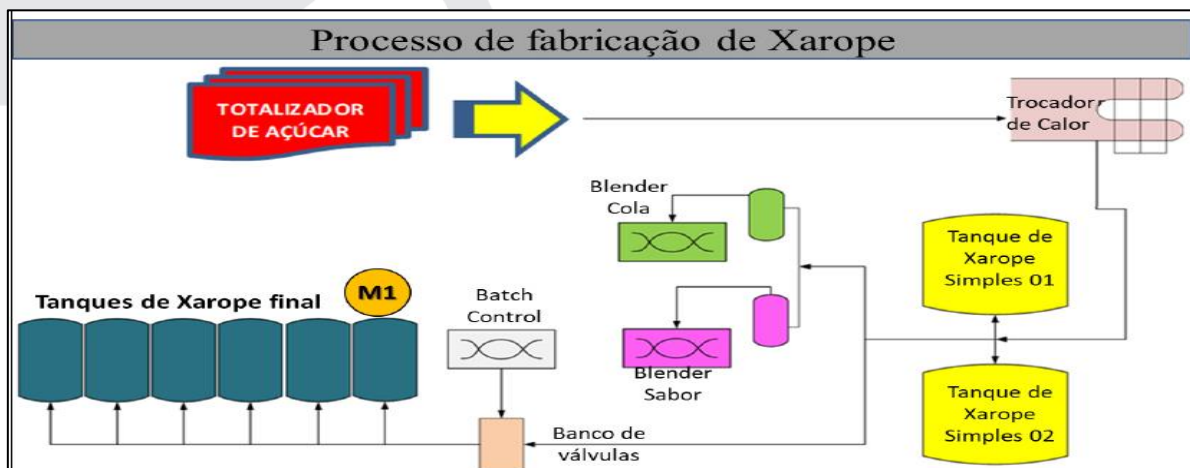 Processo de fabricação de Xarope
TOTALIZADOR
DE AÇÚCAR
Trocador
de Calor
Blender
Cola
Tanque de
Xarope
Simples 01
Tanques de Xarope final
M1
Batch
Control
Blender
Sabor
Tanque de
Xarope
Simples 02
Banco de
válvulas